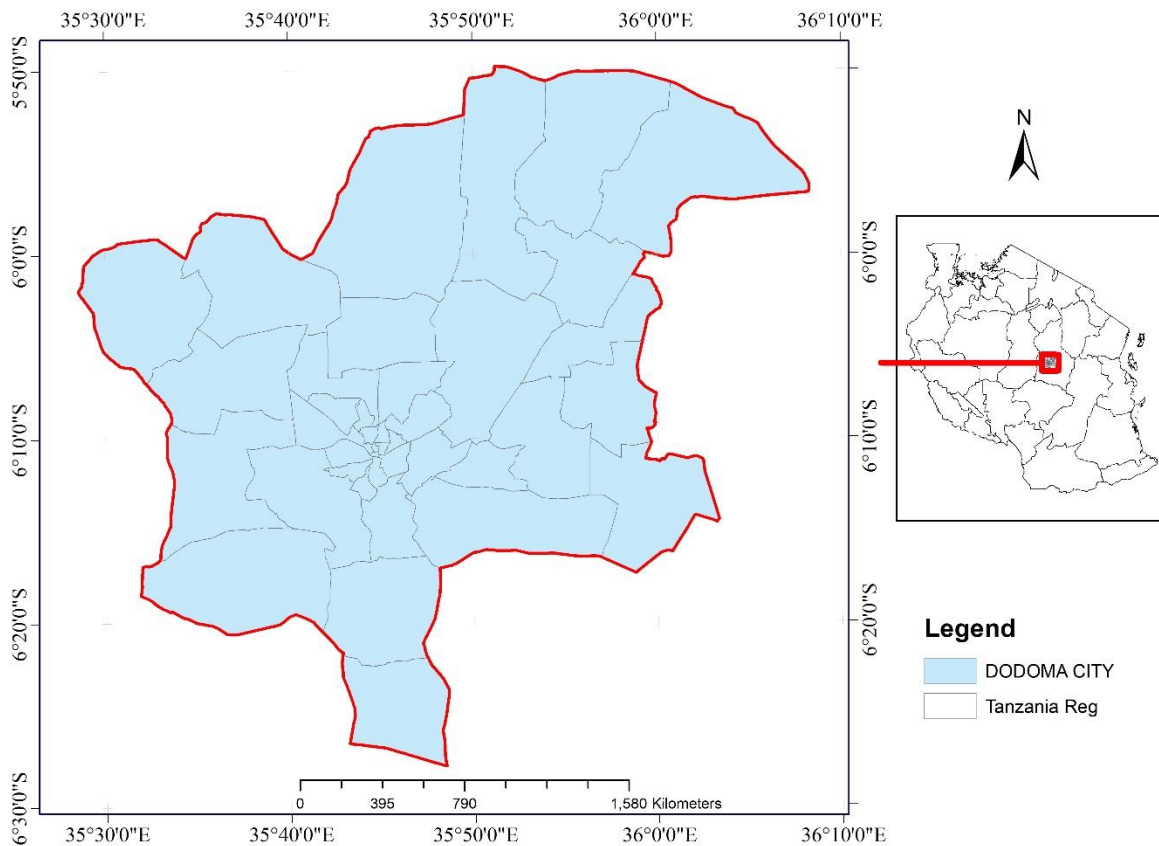 35°30'0"E 35°40'0"E 35°50'0"E 36°0'0"E 36°10'0"E
5°50'0"S
6°0'0"S
6°10'0"S
6°20'0"S
6°30'0"S
6°0'0"S
6°10'0"S
6°20'0"S
N
Legend
DODOMA CITY
Tanzania Reg
0 395 790 1,580 Kilometers
35°30'0"E 35°40'0"E 35°50'0"E 36°0'0"E 36°10'0"E